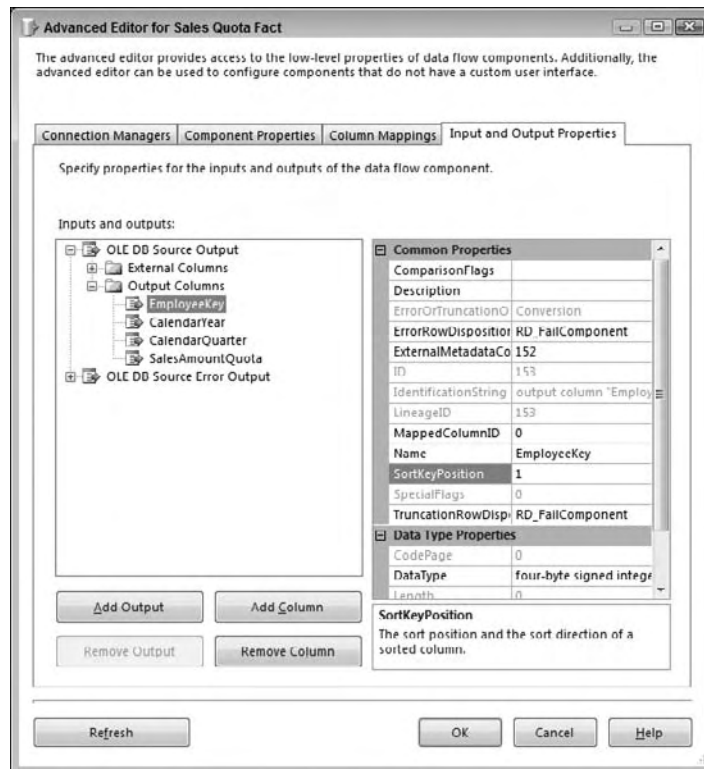 Advanced Editor for Sales Quota Fact
The advanced editor provides access to the low-level properties of data flow components. Additionally, the
advanced editor can be used to configure components that do not have a custom user interface.
Connection Managers Component Properties Column Mappings Input and Output Properties
Specify properties for the inputs and outputs of the data flow component.
Inputs and outputs:
OLE DB Source Output
External Columns
Output Columns
EmployeeKey
CalendarYear
CalendarQuarter
SalesAmountQuota
OLE DB Source Error Output
Common Properties
ComparisonFlags
Description
ErrorOrTruncationO Conversion
ErrorRowDisposition RD_FailComponent
ExternalMetadataCo 152
ID 153
IdentificationString output column "Employ
LineageID 153
MappedColumnID 0
Name EmployeeKey
SortKeyPosition 1
SpecialFlags 0
TruncationRowDisp RD_FailComponent
Data Type Properties
CodePage 0
DataType four-byte signed intege
Length 0
Add Output Add Column
Remove Output Remove Column
SortKeyPosition
The sort position and the sort direction of a
sorted column.
Refresh OK Cancel Help